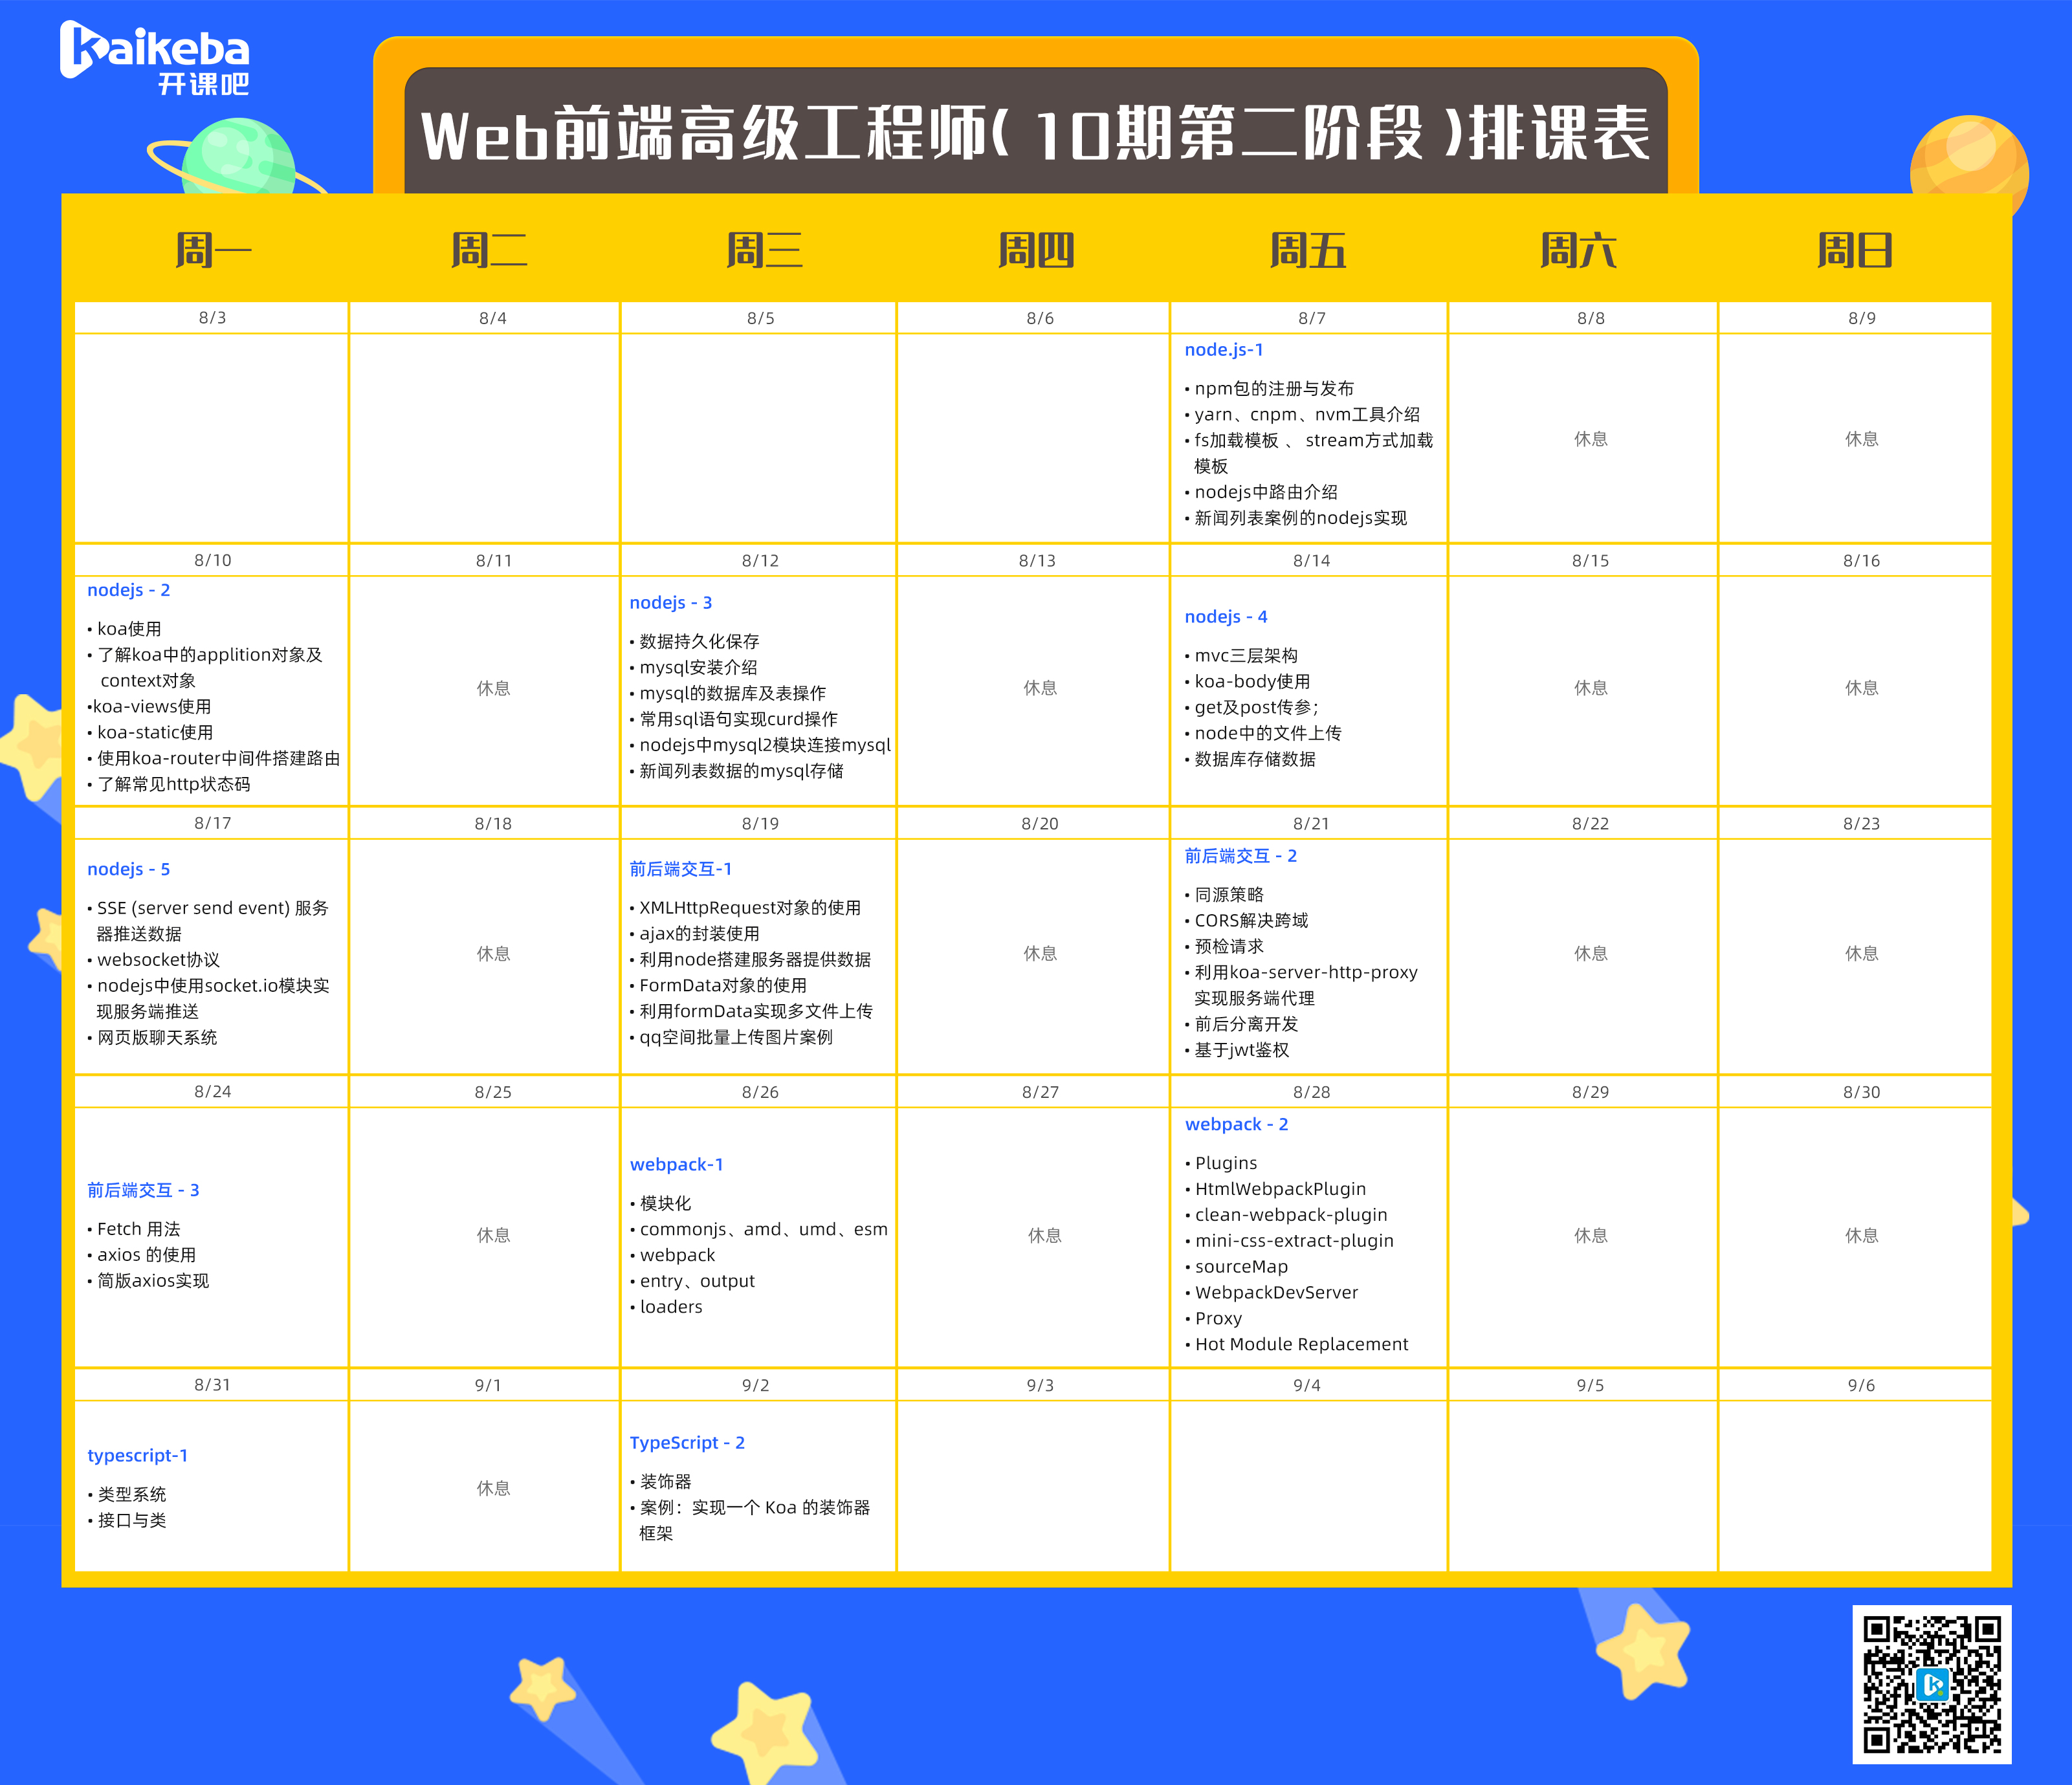 Kaikeba
开课吧
Web前端高级工程师( 10期第二阶段 )排课表
周一 周二 周三 周四 周五 周六 周日
8/3 8/4 8/5 8/6 8/7 8/8 8/9
node.js-1
• npm包的注册与发布
• yarn、cnpm、nvm工具介绍
• fs加载模板 、 stream方式加载
模板
• nodejs中路由介绍
• 新闻列表案例的nodejs实现
休息
休息
8/10 8/11 8/12 8/13 8/14 8/15 8/16
nodejs - 2
• koa使用
• 了解koa中的applition对象及
context对象
•koa-views使用
• koa-static使用
• 使用koa-router中间件搭建路由
• 了解常见http状态码
休息
nodejs - 3
• 数据持久化保存
• mysql安装介绍
• mysql的数据库及表操作
• 常用sql语句实现curd操作
• nodejs中mysql2模块连接mysql
• 新闻列表数据的mysql存储
休息
nodejs - 4
• mvc三层架构
• koa-body使用
• get及post传参；
• node中的文件上传
• 数据库存储数据
休息
休息
8/17 8/18 8/19 8/20 8/21 8/22 8/23
nodejs - 5
• SSE (server send event) 服务
器推送数据
• websocket协议
• nodejs中使用socket.io模块实
现服务端推送
• 网页版聊天系统
休息
前后端交互-1
• XMLHttpRequest对象的使用
• ajax的封装使用
• 利用node搭建服务器提供数据
• FormData对象的使用
• 利用formData实现多文件上传
• qq空间批量上传图片案例
休息
前后端交互 - 2
• 同源策略
• CORS解决跨域
• 预检请求
• 利用koa-server-http-proxy
实现服务端代理
• 前后分离开发
• 基于jwt鉴权
休息
休息
8/24 8/25 8/26 8/27 8/28 8/29 8/30
前后端交互 - 3
• Fetch 用法
• axios 的使用
• 简版axios实现
休息
webpack-1
• 模块化
• commonjs、amd、umd、esm
• webpack
• entry、output
• loaders
休息
webpack - 2
• Plugins
• HtmlWebpackPlugin
• clean-webpack-plugin
• mini-css-extract-plugin
• sourceMap
• WebpackDevServer
• Proxy
• Hot Module Replacement
休息
休息
8/31 9/1 9/2 9/3 9/4 9/5 9/6
typescript-1
• 类型系统
• 接口与类
休息
TypeScript - 2
• 装饰器
• 案例：实现一个 Koa 的装饰器
框架